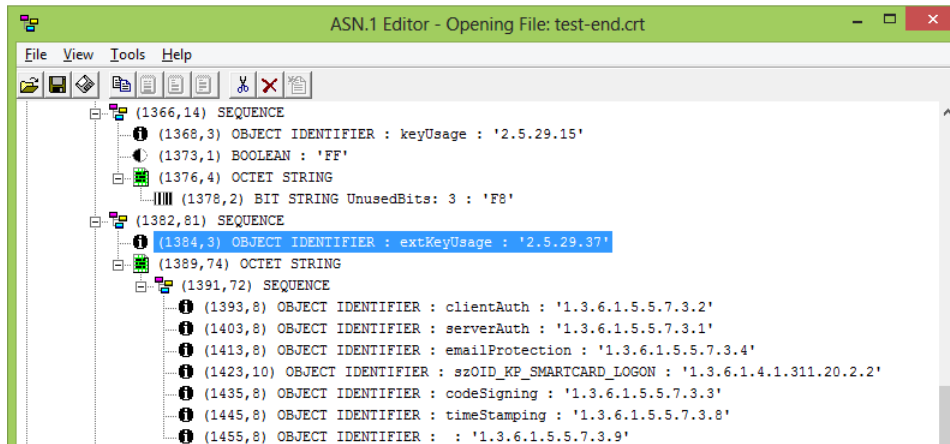 ASN.1 Editor - Opening File: test-end.crt
File View Tools Help
(1366,14) SEQUENCE
(1368,3) OBJECT IDENTIFIER : keyUsage : '2.5.29.15'
(1373,1) BOOLEAN : 'FF'
(1376,4) OCTET STRING
(1378,2) BIT STRING UnusedBits: 3 : 'F8'
(1382,81) SEQUENCE
(1384,3) OBJECT IDENTIFIER : extKeyUsage : '2.5.29.37'
(1389,74) OCTET STRING
(1391,72) SEQUENCE
(1393,8) OBJECT IDENTIFIER : clientAuth : '1.3.6.1.5.5.7.3.2'
(1403,8) OBJECT IDENTIFIER : serverAuth : '1.3.6.1.5.5.7.3.1'
(1413,8) OBJECT IDENTIFIER : emailProtection : '1.3.6.1.5.5.7.3.4'
(1423,10) OBJECT IDENTIFIER : szOID_KP_SMARTCARD_LOGON : '1.3.6.1.4.1.311.20.2.2'
(1435,8) OBJECT IDENTIFIER : codeSigning : '1.3.6.1.5.5.7.3.3'
(1445,8) OBJECT IDENTIFIER : timeStamping : '1.3.6.1.5.5.7.3.8'
(1455,8) OBJECT IDENTIFIER : : '1.3.6.1.5.5.7.3.9'